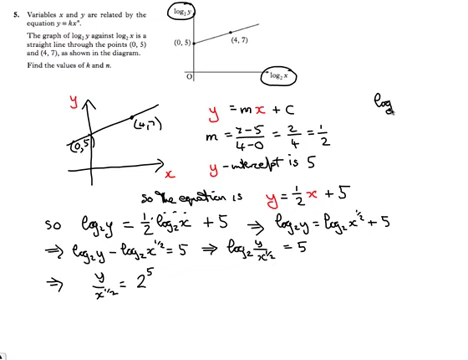 5. Variables x and y are related by the
equation y = kxⁿ.
The graph of log₂ y against log₂ x is a
straight line through the points (0, 5)
and (4, 7), as shown in the diagram.
Find the values of k and n.
log₂ y
(0, 5)
(4, 7)
O
log₂ x
y
(0,5)
(4,7)
x
y = mx + c
m = 7-5/4-0 = 2/4 = 1/2
y-intercept is 5
log
So the equation is y = 1/2 x + 5
So log₂y = 1/2 log₂x + 5 ⇒ log₂y = log₂x^1/2 + 5
⇒ log₂y - log₂x^1/2 = 5 ⇒ log₂ y/x^1/2 = 5
⇒ y/x^1/2 = 2⁵